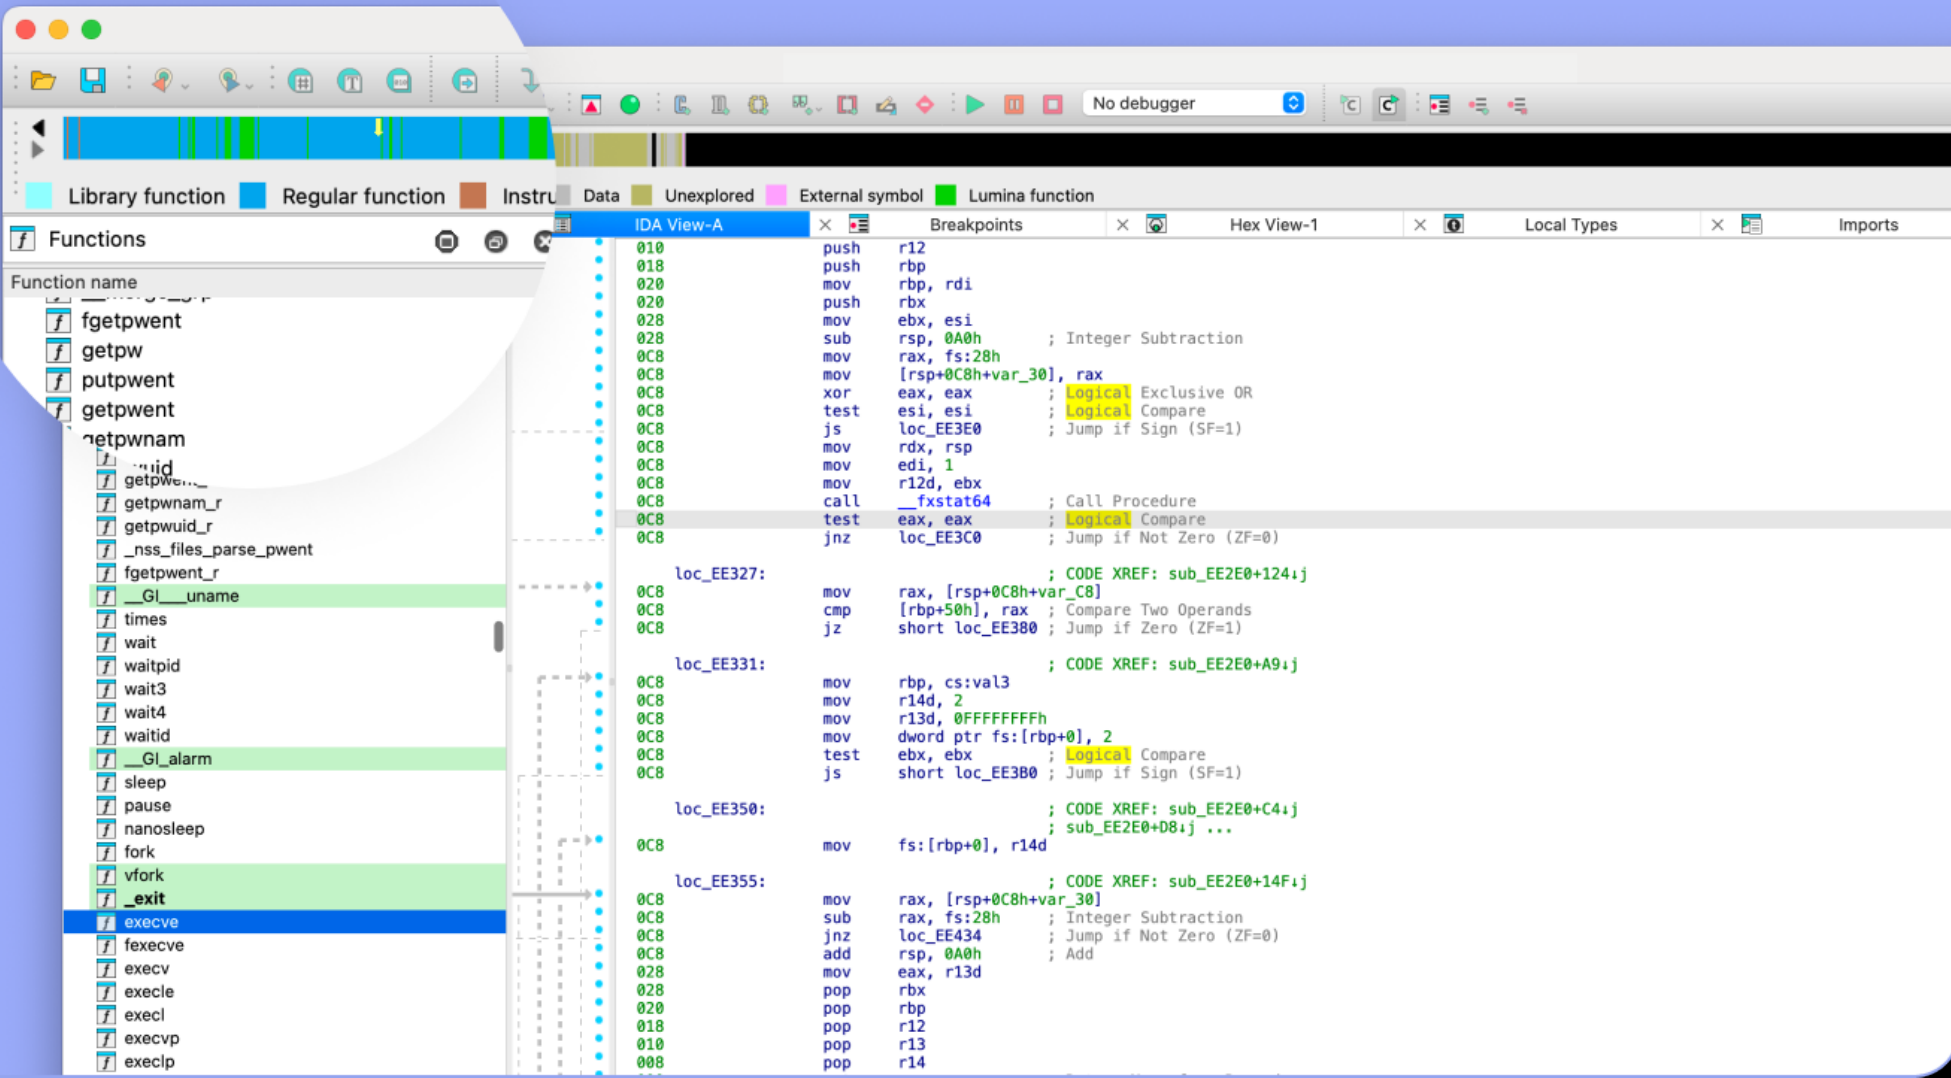 No debugger
Library function Regular function Instru Data Unexplored External symbol Lumina function
Functions
Function name
fgetpwent
getpw
putpwent
getpwent
getpwnam
getpwnam_r
getpwuid_r
_nss_files_parse_pwent
fgetpwent_r
__GI___uname
times
wait
waitpid
wait3
wait4
waitid
__GI_alarm
sleep
pause
nanosleep
fork
vfork
_exit
execve
fexecve
execv
execle
execl
execvp
execlp
IDA View-A Breakpoints Hex View-1 Local Types Imports
010 push r12
018 push rbp
020 mov rbp, rdi
020 push rbx
028 mov ebx, esi
028 sub rsp, 0A0h ; Integer Subtraction
0C8 mov rax, fs:28h
0C8 mov [rsp+0C8h+var_30], rax
0C8 xor eax, eax ; Logical Exclusive OR
0C8 test esi, esi ; Logical Compare
0C8 js loc_EE3E0 ; Jump if Sign (SF=1)
0C8 mov rdx, rsp
0C8 mov edi, 1
0C8 mov r12d, ebx
0C8 call __fxstat64 ; Call Procedure
0C8 test eax, eax ; Logical Compare
0C8 jnz loc_EE3C0 ; Jump if Not Zero (ZF=0)
loc_EE327: ; CODE XREF: sub_EE2E0+124↓j
0C8 mov rax, [rsp+0C8h+var_C8]
0C8 cmp [rbp+50h], rax ; Compare Two Operands
0C8 jz short loc_EE380 ; Jump if Zero (ZF=1)
loc_EE331: ; CODE XREF: sub_EE2E0+A9↓j
0C8 mov rbp, cs:val3
0C8 mov r14d, 2
0C8 mov r13d, 0FFFFFFFFh
0C8 mov dword ptr fs:[rbp+0], 2
0C8 test ebx, ebx ; Logical Compare
0C8 js short loc_EE3B0 ; Jump if Sign (SF=1)
loc_EE350: ; CODE XREF: sub_EE2E0+C4↓j
; sub_EE2E0+D8↓j ...
0C8 mov fs:[rbp+0], r14d
loc_EE355: ; CODE XREF: sub_EE2E0+14F↓j
0C8 mov rax, [rsp+0C8h+var_30]
0C8 sub rax, fs:28h ; Integer Subtraction
0C8 jnz loc_EE434 ; Jump if Not Zero (ZF=0)
0C8 add rsp, 0A0h ; Add
028 mov eax, r13d
028 pop rbx
020 pop rbp
018 pop r12
010 pop r13
008 pop r14